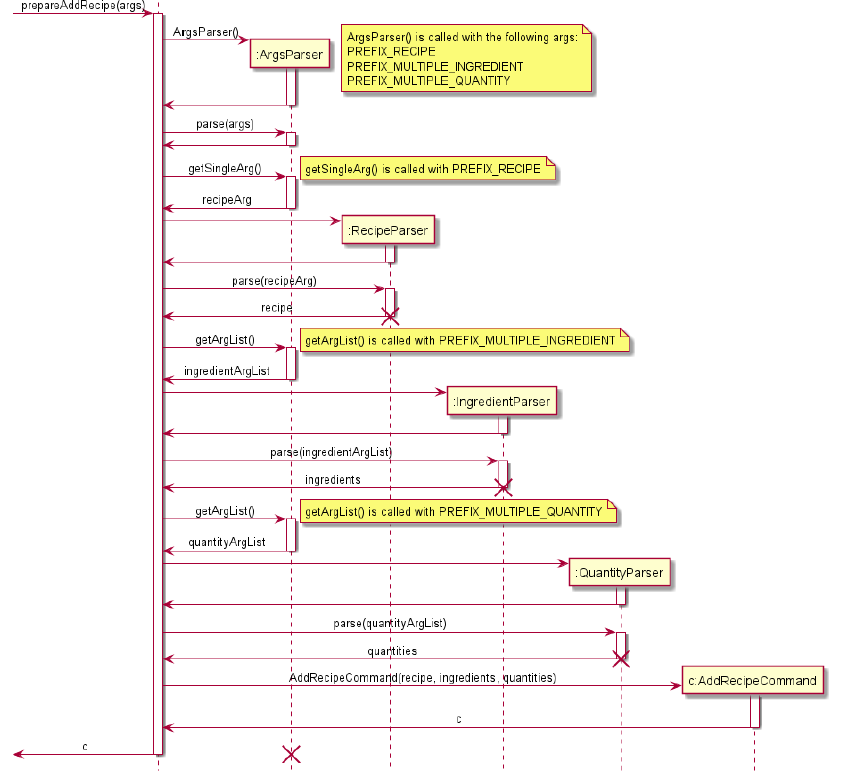 prepareAddRecipe(args)
ArgsParser()
:ArgsParser
ArgsParser() is called with the following args:
PREFIX_RECIPE
PREFIX_MULTIPLE_INGREDIENT
PREFIX_MULTIPLE_QUANTITY
parse(args)
getSingleArg()
getSingleArg() is called with PREFIX_RECIPE
recipeArg
:RecipeParser
parse(recipeArg)
recipe
getArgList()
getArgList() is called with PREFIX_MULTIPLE_INGREDIENT
ingredientArgList
:IngredientParser
parse(ingredientArgList)
ingredients
getArgList()
getArgList() is called with PREFIX_MULTIPLE_QUANTITY
quantityArgList
:QuantityParser
parse(quantityArgList)
quantities
AddRecipeCommand(recipe, ingredients, quantities)
c:AddRecipeCommand
c
c